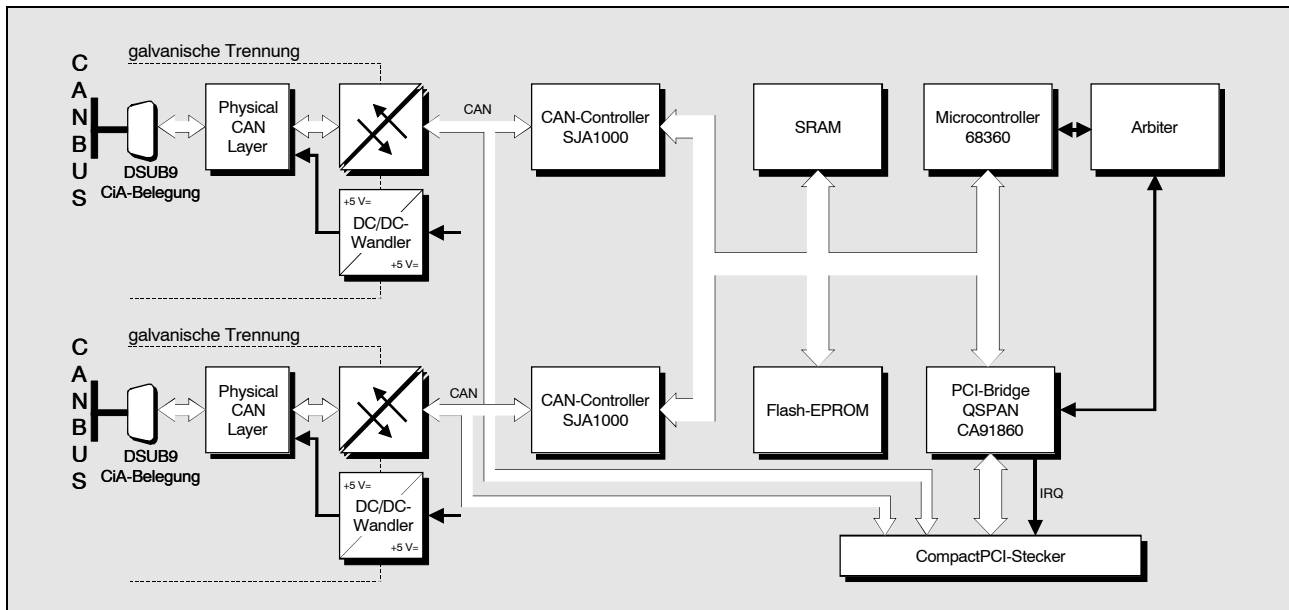 galvanische Trennung
CANBUS
DSUB9
CiA-Belegung
Physical
CAN
Layer
+5 V=
DC/DC-
Wandler
+5 V=
CAN
CAN-Controller
SJA1000
SRAM
Microcontroller
68360
Arbiter
galvanische Trennung
CANBUS
DSUB9
CiA-Belegung
Physical
CAN
Layer
+5 V=
DC/DC-
Wandler
+5 V=
CAN
CAN-Controller
SJA1000
Flash-EPROM
PCI-Bridge
QSPAN
CA91860
IRQ
CompactPCI-Stecker